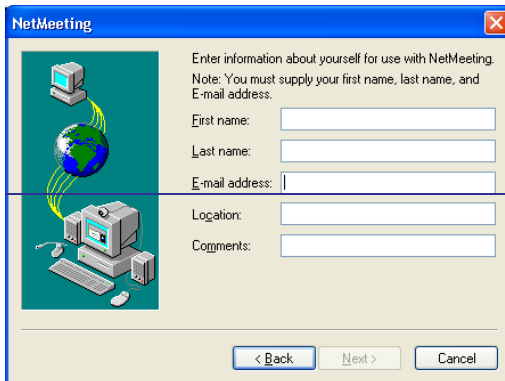 NetMeeting
Enter information about yourself for use with NetMeeting.
Note: You must supply your first name, last name, and
E-mail address.
First name:
Last name:
E-mail address:
Location:
Comments:
< Back Next > Cancel